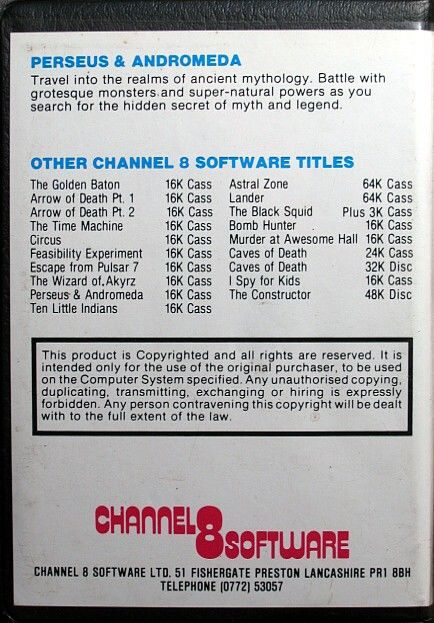 PERSEUS & ANDROMEDA
Travel into the realms of ancient mythology. Battle with
grotesque monsters and super-natural powers as you
search for the hidden secret of myth and legend.
OTHER CHANNEL 8 SOFTWARE TITLES
The Golden Baton 16K Cass Astral Zone 64K Cass
Arrow of Death Pt. 1 16K Cass Lander 64K Cass
Arrow of Death Pt. 2 16K Cass The Black Squid Plus 3K Cass
The Time Machine 16K Cass Bomb Hunter 16K Cass
Circus 16K Cass Murder at Awesome Hall 16K Cass
Feasibility Experiment 16K Cass Caves of Death 24K Cass
Escape from Pulsar 7 16K Cass Caves of Death 32K Disc
The Wizard of, Akyrz 16K Cass I Spy for Kids 16K Cass
Perseus & Andromeda 16K Cass The Constructor 48K Disc
Ten Little Indians 16K Cass
This product is Copyrighted and all rights are reserved. It is
intended only for the use of the original purchaser, to be used
on the Computer System specified. Any unauthorised copying,
duplicating, transmitting, exchanging or hiring is expressly
forbidden. Any person contravening this copyright will be dealt
with to the full extent of the law.
CHANNEL 8 SOFTWARE
CHANNEL 8 SOFTWARE LTD. 51 FISHERGATE PRESTON LANCASHIRE PR1 8BH
TELEPHONE (0772) 53057